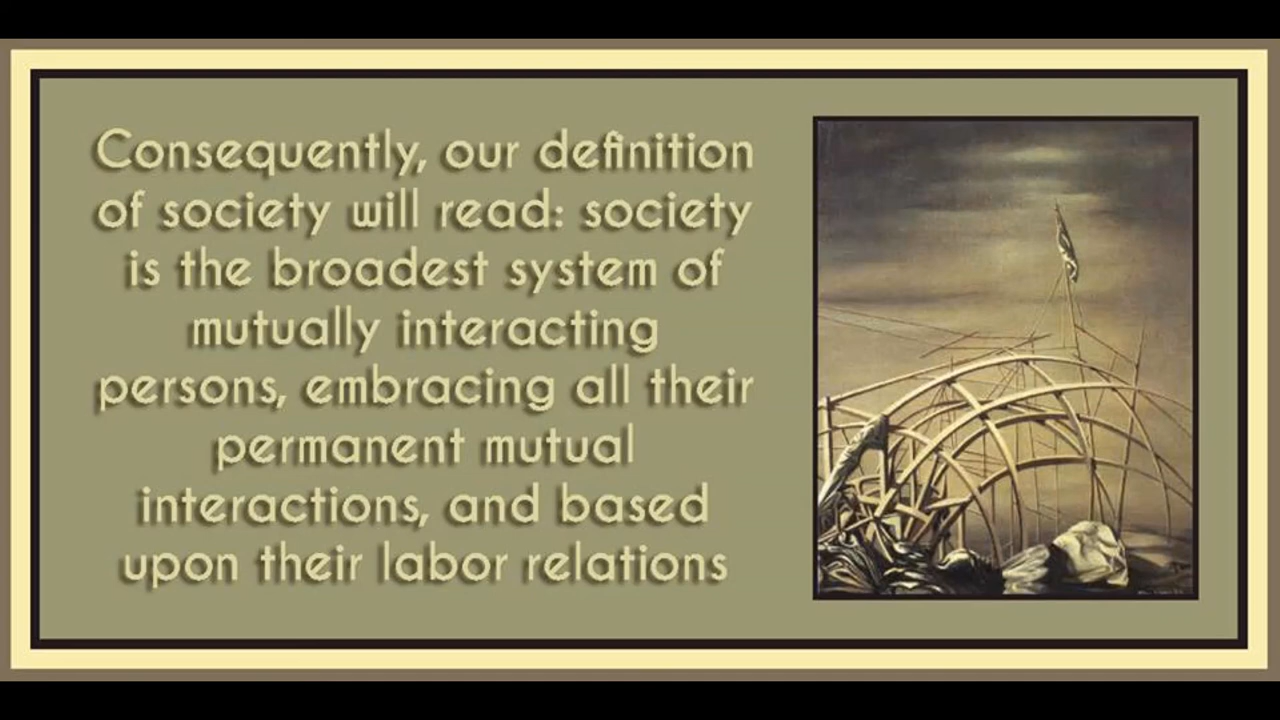 Consequently, our definition
of society will read: society
is the broadest system of
mutually interacting
persons, embracing all their
permanent mutual
interactions, and based
upon their labor relations